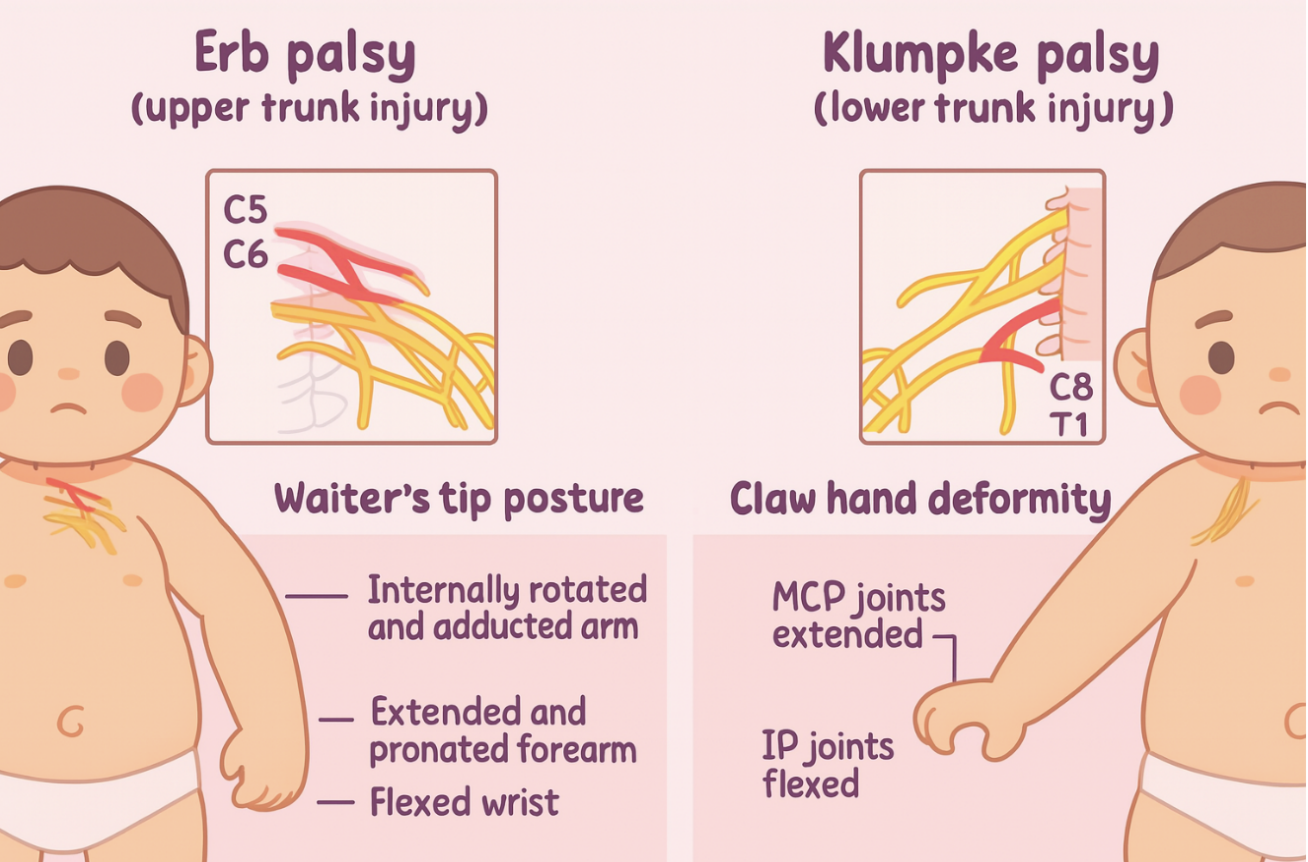 Erb palsy
(upper trunk injury)
C5
C6
Waiter's tip posture
Internally rotated
and adducted arm
Extended and
pronated forearm
Flexed wrist
Klumpke palsy
(lower trunk injury)
C8
T1
Claw hand deformity
MCP joints
extended
IP joints
flexed